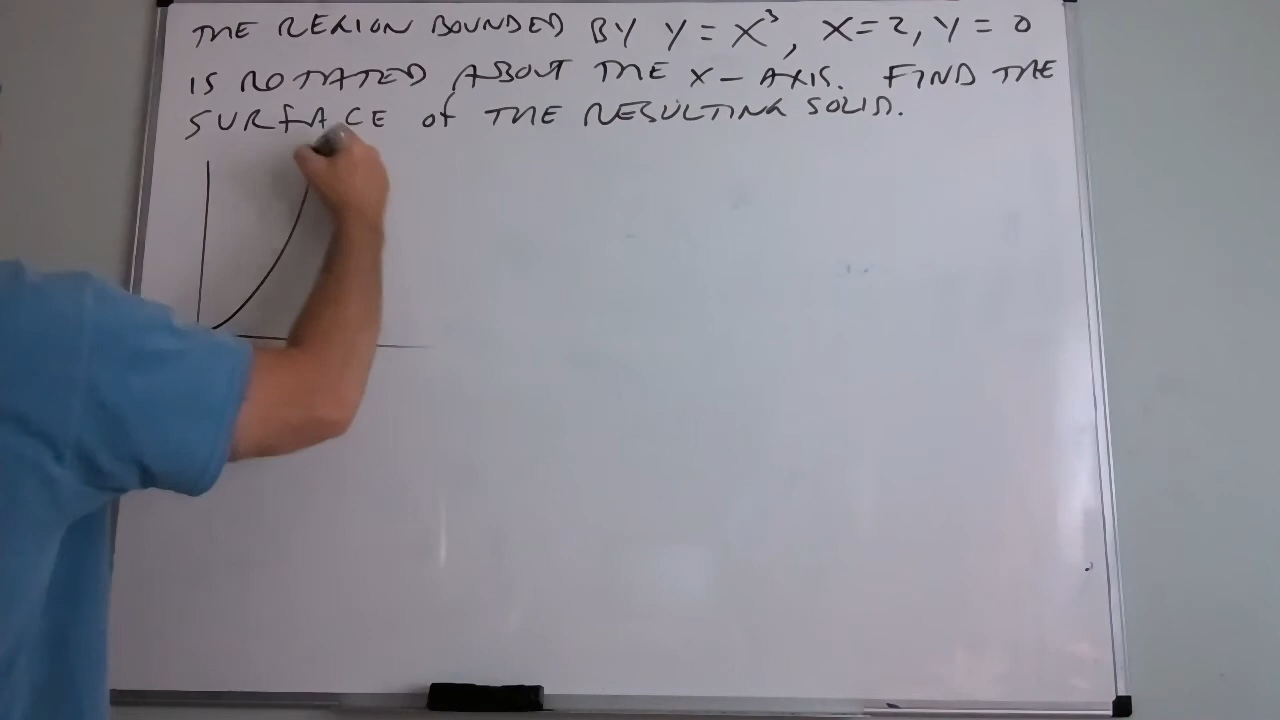 THE REGION BOUNDED BY Y = X³, X = 2, Y = 0
IS ROTATED ABOUT THE X-AXIS. FIND THE
SURFACE of THE RESULTING SOLID.